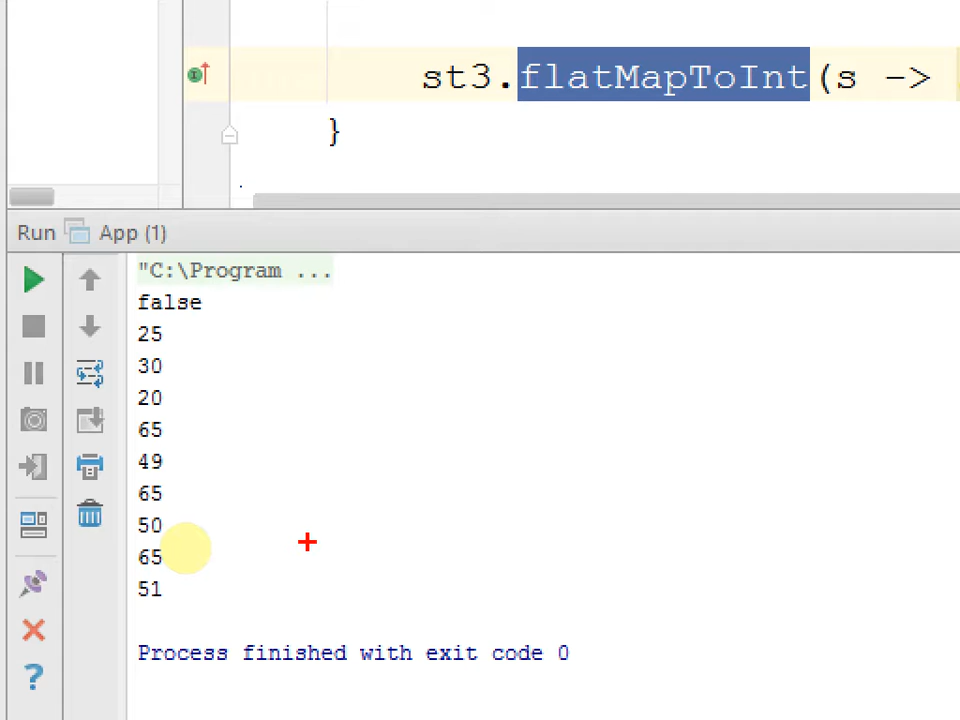 st3.flatMapToInt(s ->
}
Run App (1)
"C:\Program ...
false
25
30
20
65
49
65
50
65
51
Process finished with exit code 0